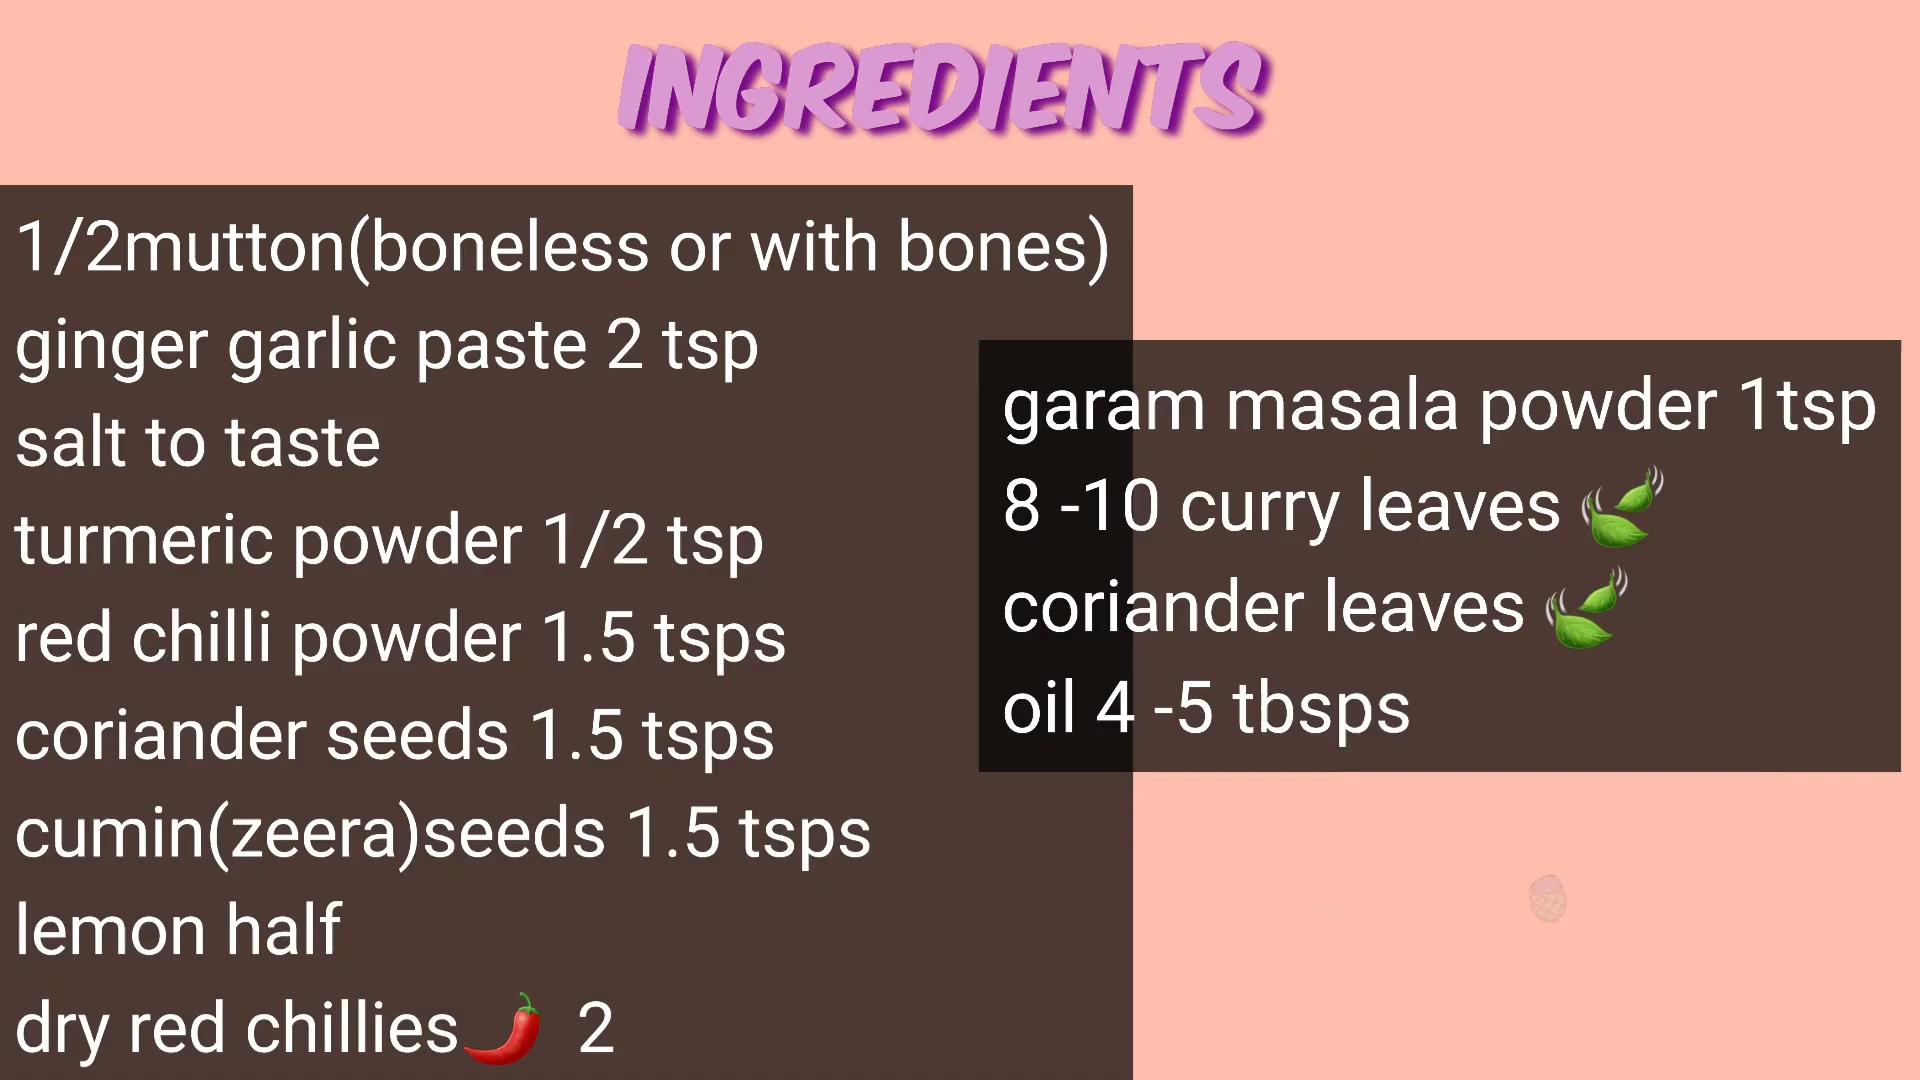 INGREDIENTS
1/2mutton(boneless or with bones)
ginger garlic paste 2 tsp
salt to taste
turmeric powder 1/2 tsp
red chilli powder 1.5 tsps
coriander seeds 1.5 tsps
cumin(zeera)seeds 1.5 tsps
lemon half
dry red chillies🌶️ 2
garam masala powder 1tsp
8 -10 curry leaves 🍃
coriander leaves 🍃
oil 4 -5 tbsps